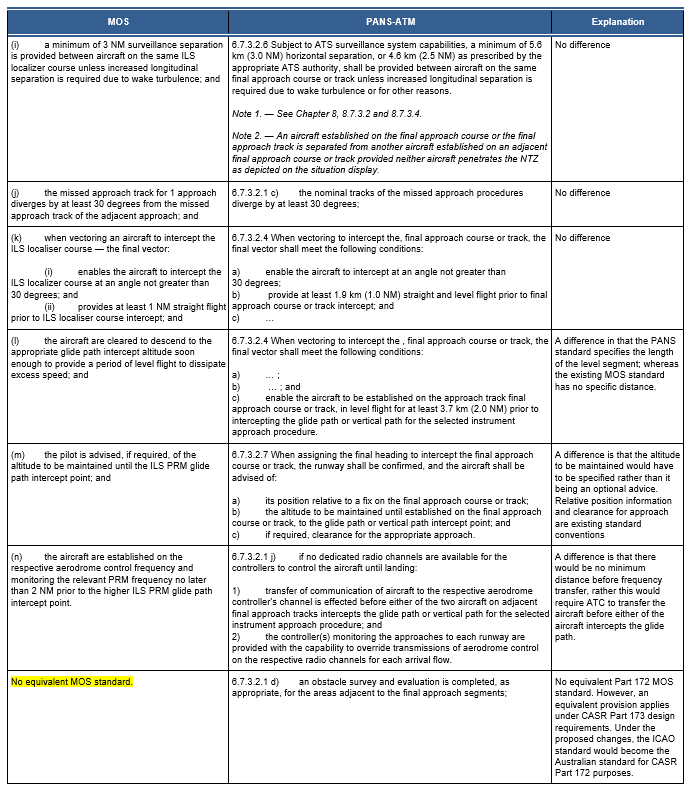 MOS
PANS-ATM
Explanation
(i) a minimum of 3 NM surveillance separation
is provided between aircraft on the same ILS
localizer course unless increased longitudinal
separation is required due to wake turbulence; and
6.7.3.2.6 Subject to ATS surveillance system capabilities, a minimum of 5.6
km (3.0 NM) horizontal separation, or 4.6 km (2.5 NM) as prescribed by the
appropriate ATS authority, shall be provided between aircraft on the same
final approach course or track unless increased longitudinal separation is
required due to wake turbulence or for other reasons.
Note 1. — See Chapter 8, 8.7.3.2 and 8.7.3.4.
Note 2. — An aircraft established on the final approach course or the final
approach track is separated from another aircraft established on an adjacent
final approach course or track provided neither aircraft penetrates the NTZ
as depicted on the situation display.
No difference
(j) the missed approach track for 1 approach
diverges by at least 30 degrees from the missed
approach track of the adjacent approach; and
6.7.3.2.1 c) the nominal tracks of the missed approach procedures
diverge by at least 30 degrees;
No difference
(k) when vectoring an aircraft to intercept the
ILS localiser course — the final vector:
(i) enables the aircraft to intercept the
ILS localizer course at an angle not greater than
30 degrees; and
(ii) provides at least 1 NM straight flight
prior to ILS localiser course intercept; and
6.7.3.2.4 When vectoring to intercept the, final approach course or track, the
final vector shall meet the following conditions:
a) enable the aircraft to intercept at an angle not greater than
30 degrees;
b) provide at least 1.9 km (1.0 NM) straight and level flight prior to final
approach course or track intercept; and
c) ...
No difference
(l) the aircraft are cleared to descend to the
appropriate glide path intercept altitude soon
enough to provide a period of level flight to dissipate
excess speed; and
6.7.3.2.4 When vectoring to intercept the , final approach course or track, the
final vector shall meet the following conditions:
a) ... ;
b) ... ; and
c) enable the aircraft to be established on the approach track final
approach course or track, in level flight for at least 3.7 km (2.0 NM) prior to
intercepting the glide path or vertical path for the selected instrument
approach procedure.
A difference in that the PANS
standard specifies the length
of the level segment; whereas
the existing MOS standard
has no specific distance.
(m) the pilot is advised, if required, of the
altitude to be maintained until the ILS PRM glide
path intercept point; and
6.7.3.2.7 When assigning the final heading to intercept the final approach
course or track, the runway shall be confirmed, and the aircraft shall be
advised of:
a) its position relative to a fix on the final approach course or track;
b) the altitude to be maintained until established on the final approach
course or track, to the glide path or vertical path intercept point; and
c) if required, clearance for the appropriate approach.
A difference is that the altitude
to be maintained would have
to be specified rather than it
being an optional advice.
Relative position information
and clearance for approach
are existing standard
conventions
(n) the aircraft are established on the
respective aerodrome control frequency and
monitoring the relevant PRM frequency no later
than 2 NM prior to the higher ILS PRM glide path
intercept point.
6.7.3.2.1 j) if no dedicated radio channels are available for the
controllers to control the aircraft until landing:
1) transfer of communication of aircraft to the respective aerodrome
controller's channel is effected before either of the two aircraft on adjacent
final approach tracks intercepts the glide path or vertical path for the selected
instrument approach procedure; and
2) the controller(s) monitoring the approaches to each runway are
provided with the capability to override transmissions of aerodrome control
on the respective radio channels for each arrival flow.
A difference is that there
would be no minimum
distance before frequency
transfer, rather this would
require ATC to transfer the
aircraft before either of the
aircraft intercepts the glide
path.
No equivalent MOS standard.
6.7.3.2.1 d) an obstacle survey and evaluation is completed, as
appropriate, for the areas adjacent to the final approach segments;
No equivalent Part 172 MOS
standard. However, an
equivalent provision applies
under CASR Part 173 design
requirements. Under the
proposed changes, the ICAO
standard would become the
Australian standard for CASR
Part 172 purposes.